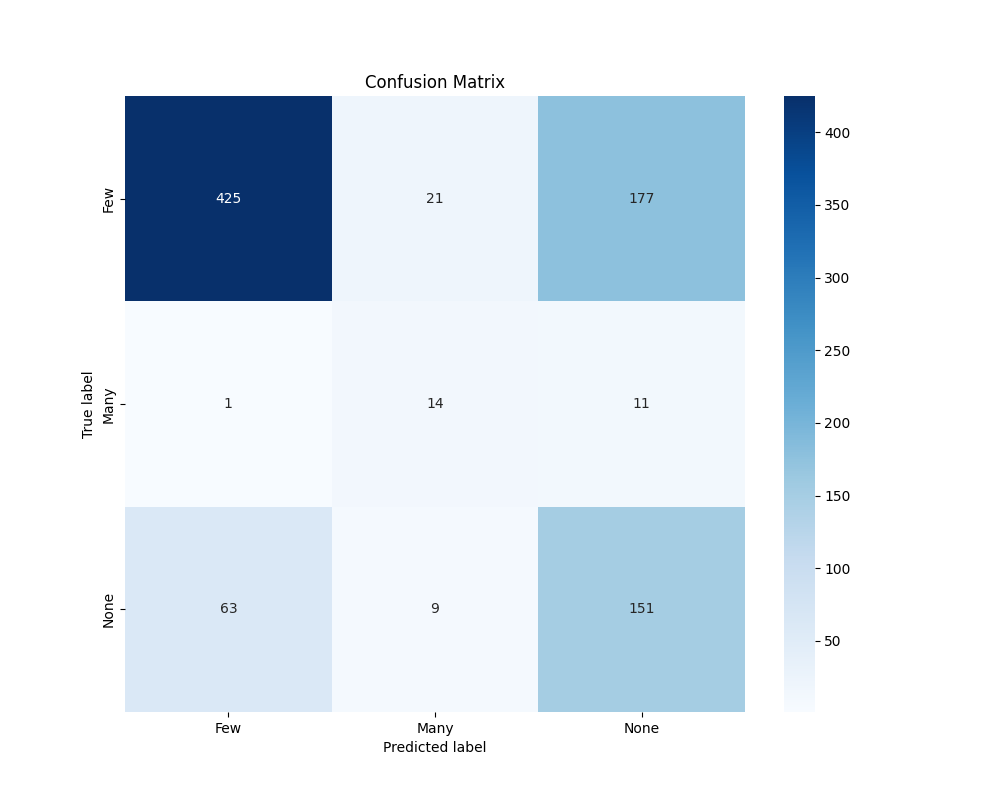 Confusion Matrix
True label
Few
425 21 177
Many
1 14 11
None
63 9 151
Few Many None
Predicted label
400
350
300
250
200
150
100
50